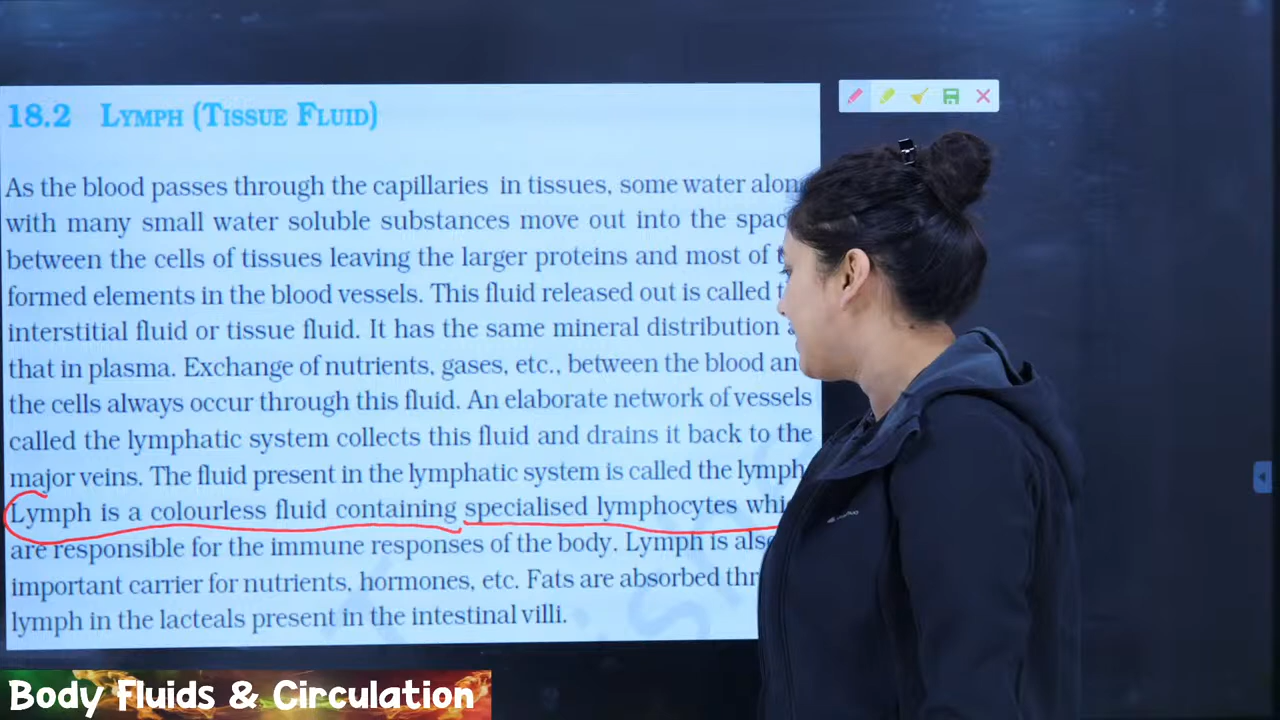 18.2 LYMPH (TISSUE FLUID)
As the blood passes through the capillaries in tissues, some water along
with many small water soluble substances move out into the spac
between the cells of tissues leaving the larger proteins and most of
formed elements in the blood vessels. This fluid released out is called
interstitial fluid or tissue fluid. It has the same mineral distribution
that in plasma. Exchange of nutrients, gases, etc., between the blood an
the cells always occur through this fluid. An elaborate network of vessels
called the lymphatic system collects this fluid and drains it back to the
major veins. The fluid present in the lymphatic system is called the lymph
Lymph is a colourless fluid containing specialised lymphocytes whi
are responsible for the immune responses of the body. Lymph is als
important carrier for nutrients, hormones, etc. Fats are absorbed thr
lymph in the lacteals present in the intestinal villi.
Body Fluids & Circulation